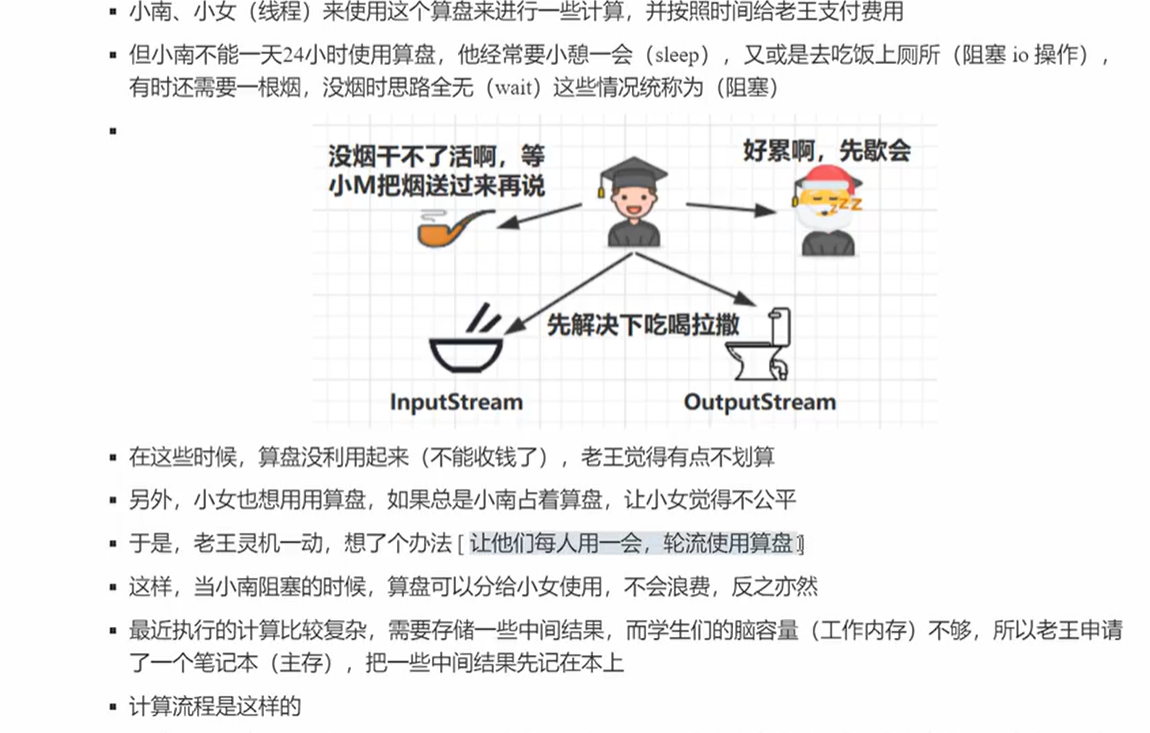 小南、小女（线程）来使用这个算盘来进行一些计算，并按照时间给老王支付费用
但小南不能一天24小时使用算盘，他经常要小憩一会（sleep），又或是去吃饭上厕所（阻塞 io 操作），
有时还需要一根烟，没烟时思路全无（wait）这些情况统称为（阻塞）
没烟干不了活啊，等
小M把烟送过来再说
好累啊，先歇会
zzZ
先解决下吃喝拉撒
InputStream
OutputStream
在这些时候，算盘没利用起来（不能收钱了），老王觉得有点不划算
另外，小女也想用用算盘，如果总是小南占着算盘，让小女觉得不公平
于是，老王灵机一动，想了个办法 [ 让他们每人用一会，轮流使用算盘 ]
这样，当小南阻塞的时候，算盘可以分给小女使用，不会浪费，反之亦然
最近执行的计算比较复杂，需要存储一些中间结果，而学生们的脑容量（工作内存）不够，所以老王申请
了一个笔记本（主存），把一些中间结果先记在本上
计算流程是这样的